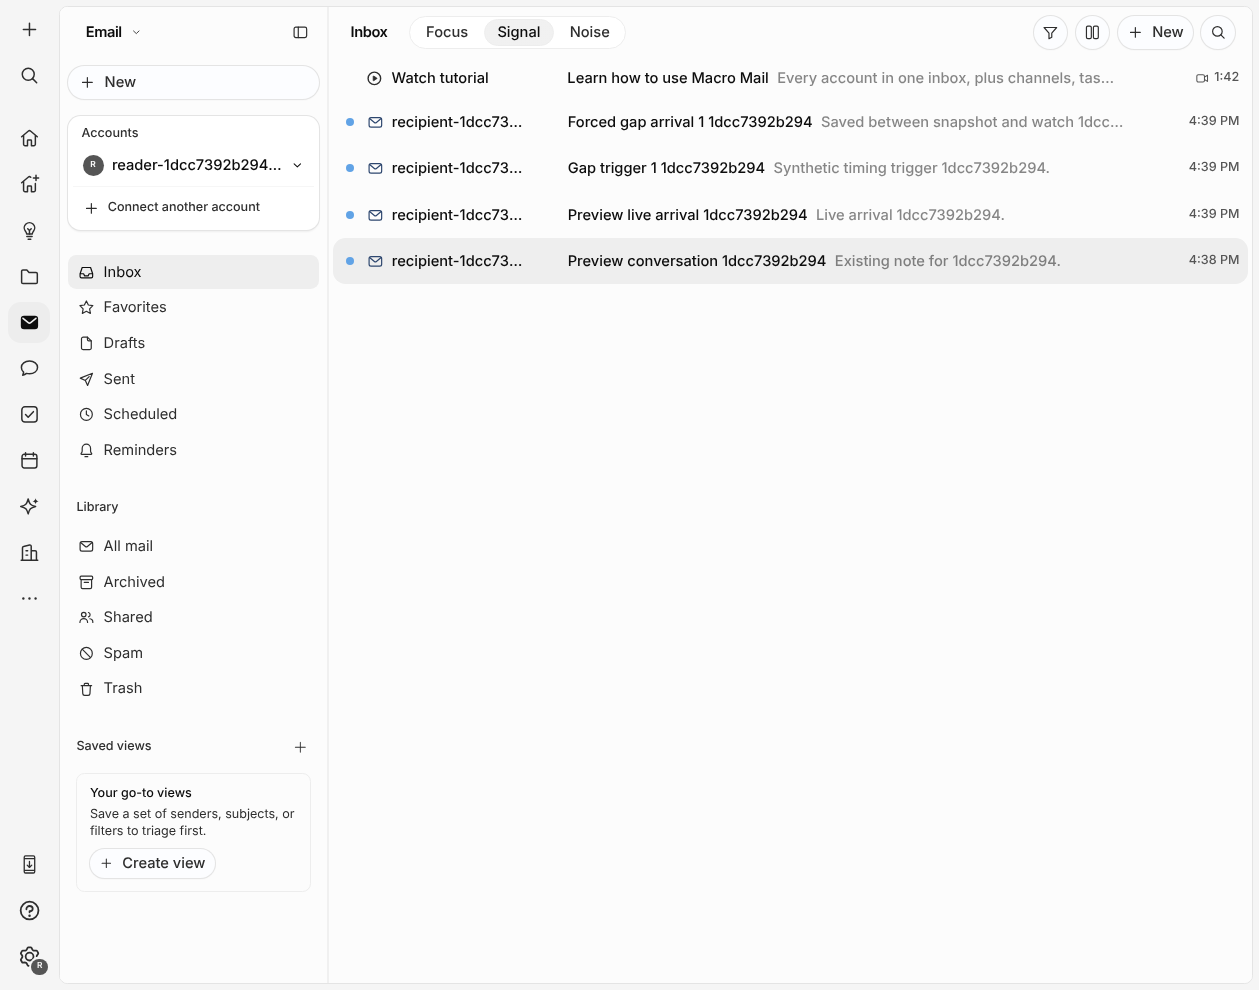 Email
New
Accounts
R reader-1dcc7392b294...
Connect another account
Inbox
Favorites
Drafts
Sent
Scheduled
Reminders
Library
All mail
Archived
Shared
Spam
Trash
Saved views
Your go-to views
Save a set of senders, subjects, or
filters to triage first.
Create view
R
Inbox Focus Signal Noise New
Watch tutorial Learn how to use Macro Mail Every account in one inbox, plus channels, tas... 1:42
recipient-1dcc73... Forced gap arrival 1 1dcc7392b294 Saved between snapshot and watch 1dcc... 4:39 PM
recipient-1dcc73... Gap trigger 1 1dcc7392b294 Synthetic timing trigger 1dcc7392b294. 4:39 PM
recipient-1dcc73... Preview live arrival 1dcc7392b294 Live arrival 1dcc7392b294. 4:39 PM
recipient-1dcc73... Preview conversation 1dcc7392b294 Existing note for 1dcc7392b294. 4:38 PM